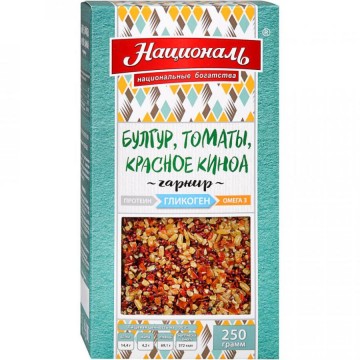 Националь®
национальные богатства
БУЛГУР, ТОМАТЫ,
КРАСНОЕ КИНОА
~гарнир~
ПРОТЕИН ГЛИКОГЕН ОМЕГА 3
250
грамм